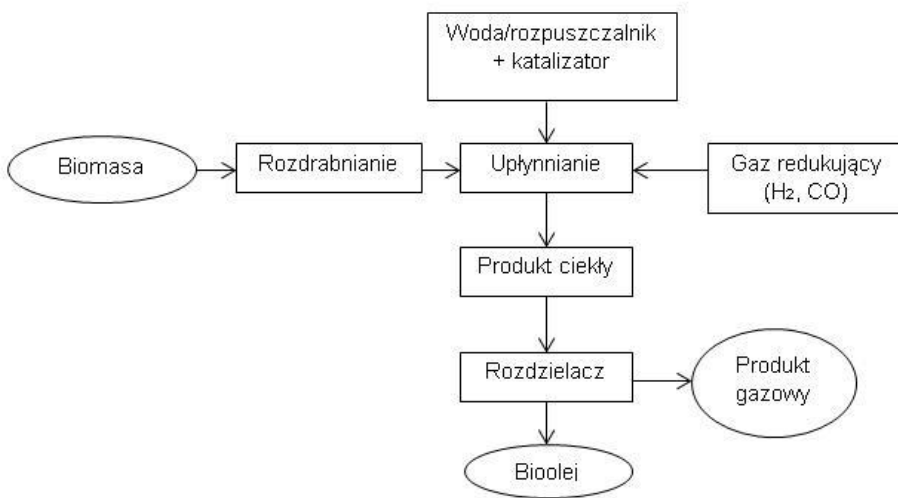 Woda/rozpuszczalnik
+ katalizator
Biomasa
Rozdrabnianie
Upłynnianie
Gaz redukujący
(H₂, CO)
Produkt ciekły
Rozdzielacz
Produkt
gazowy
Bioolej